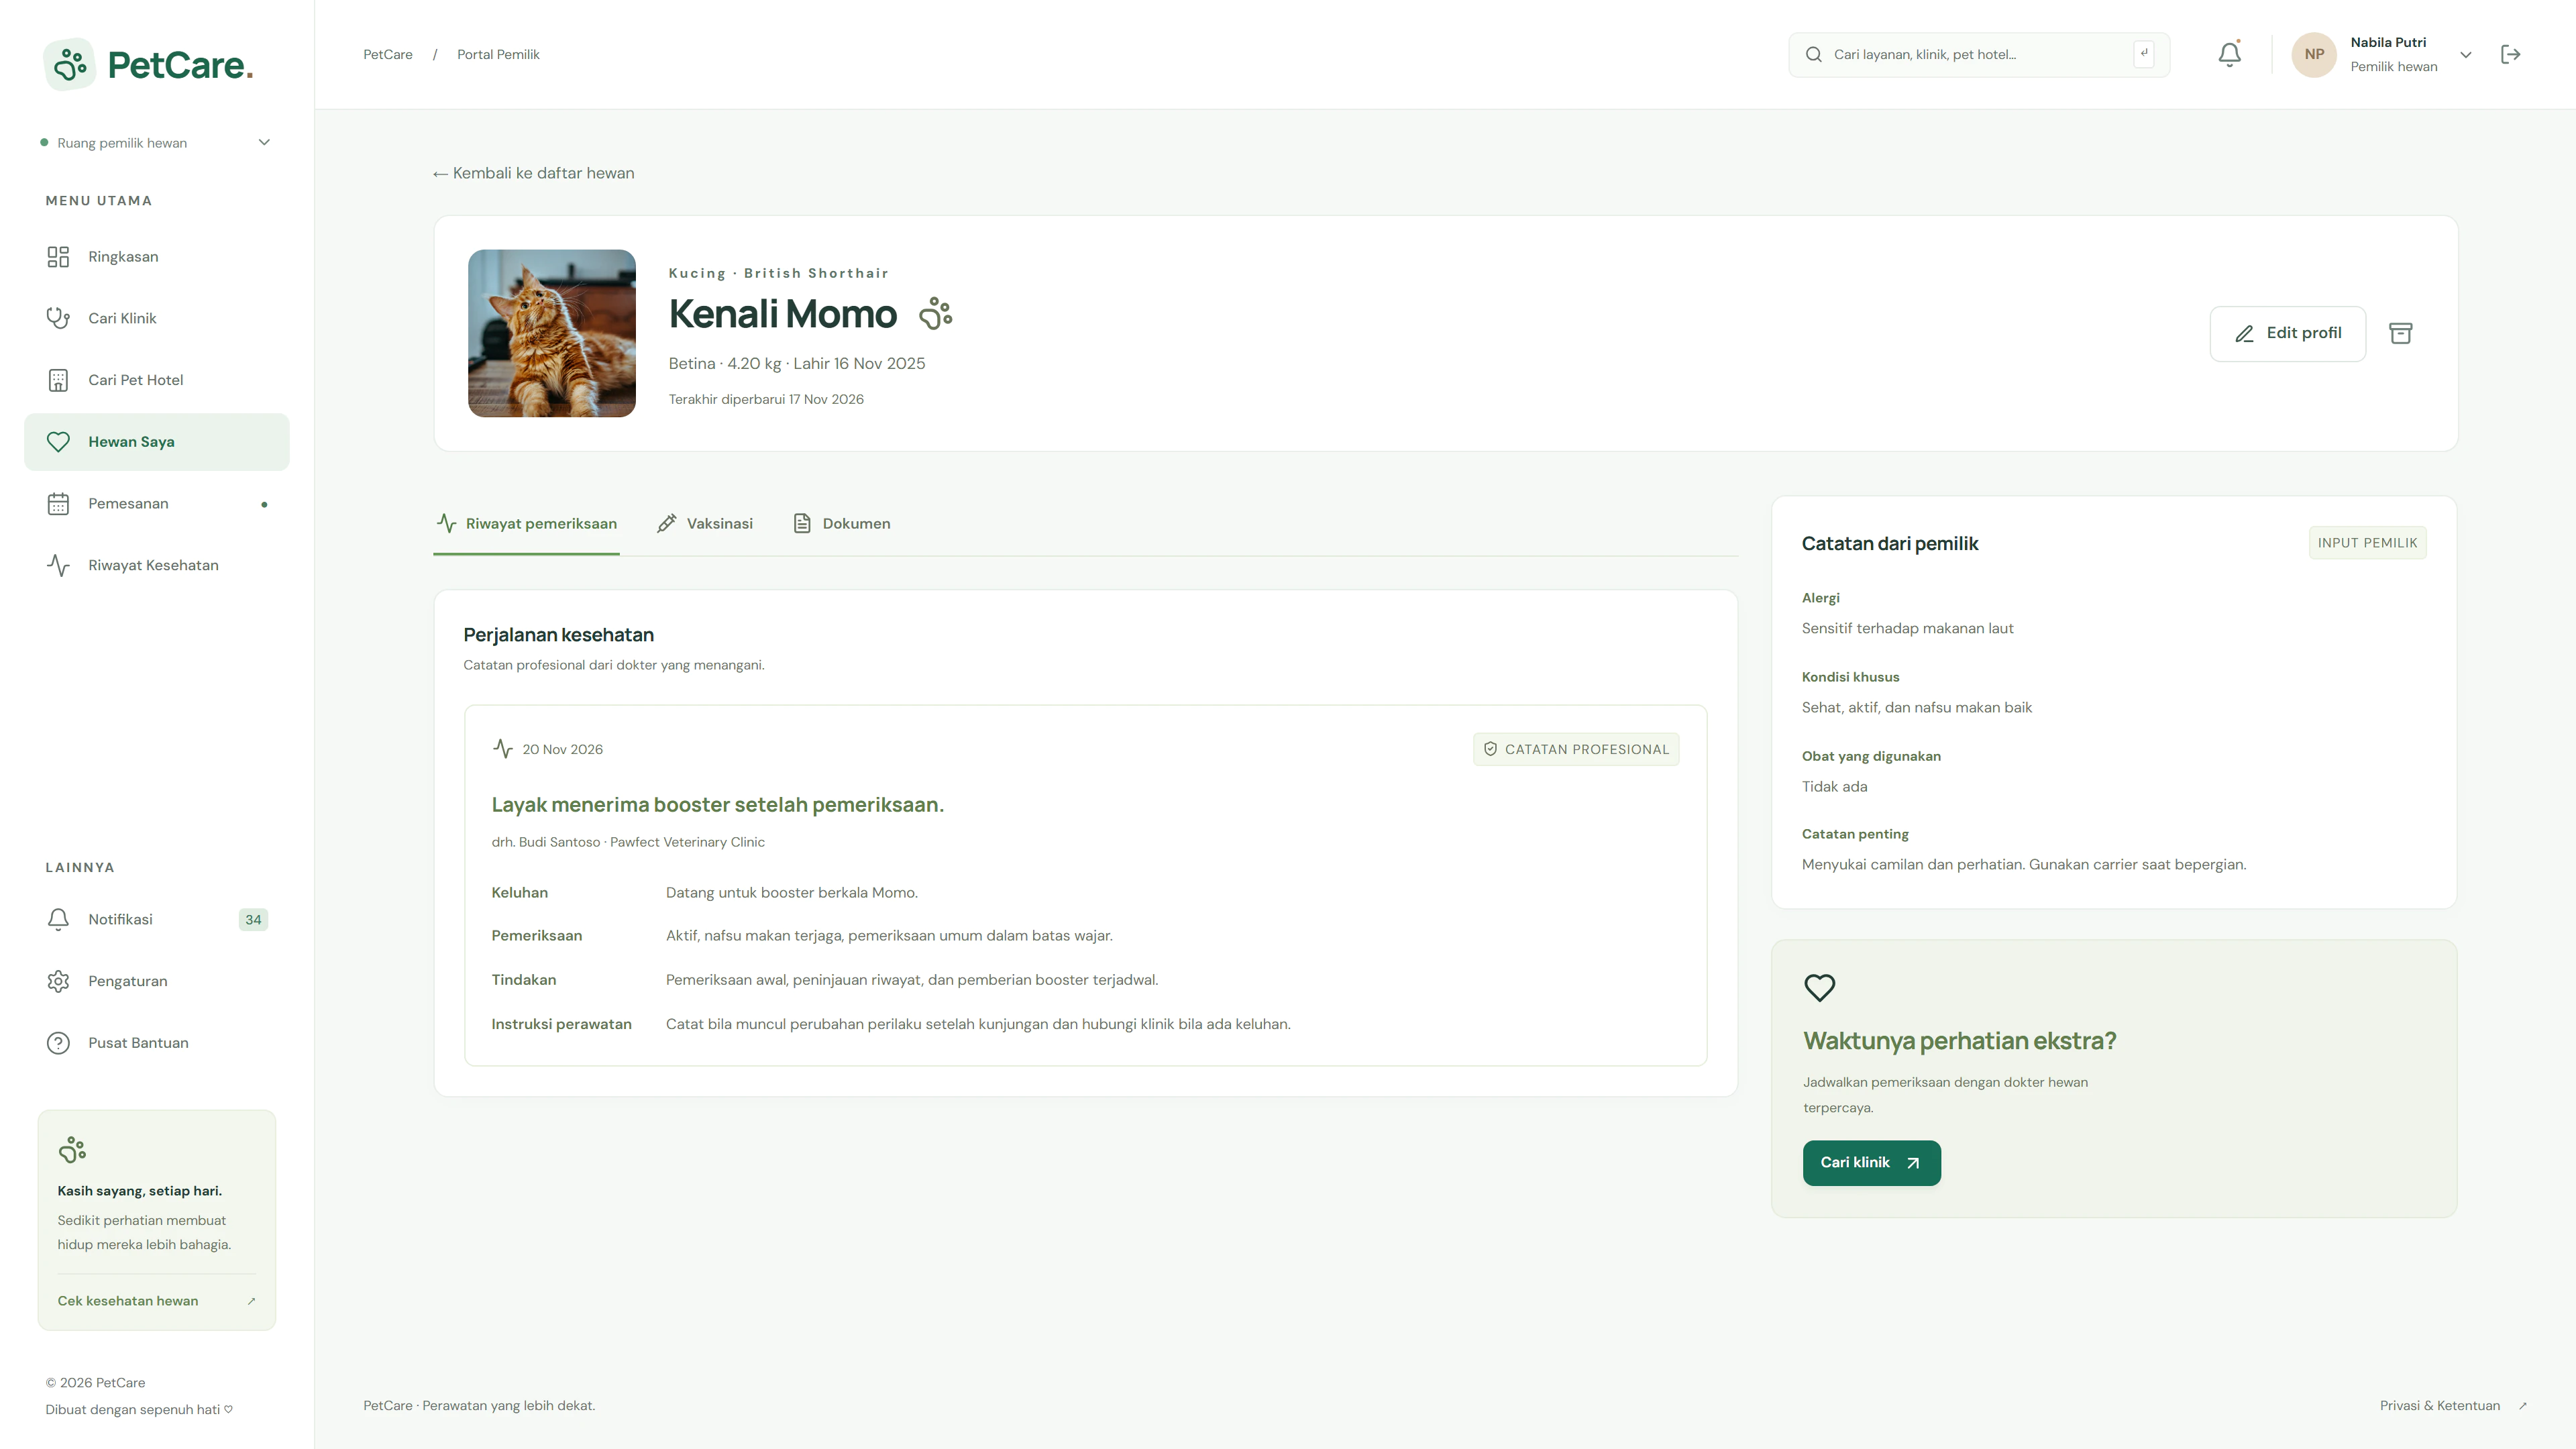 PetCare.
Ruang pemilik hewan
MENU UTAMA
Ringkasan
Cari Klinik
Cari Pet Hotel
Hewan Saya
Pemesanan
Riwayat Kesehatan
LAINNYA
Notifikasi 34
Pengaturan
Pusat Bantuan
Kasih sayang, setiap hari.
Sedikit perhatian membuat
hidup mereka lebih bahagia.
Cek kesehatan hewan ↗
© 2026 PetCare
Dibuat dengan sepenuh hati ♡
PetCare / Portal Pemilik
Cari layanan, klinik, pet hotel... ↵
NP
Nabila Putri
Pemilik hewan
← Kembali ke daftar hewan
Kucing · British Shorthair
Kenali Momo
Betina · 4.20 kg · Lahir 16 Nov 2025
Terakhir diperbarui 17 Nov 2026
Edit profil
Riwayat pemeriksaan Vaksinasi Dokumen
Perjalanan kesehatan
Catatan profesional dari dokter yang menangani.
20 Nov 2026 CATATAN PROFESIONAL
Layak menerima booster setelah pemeriksaan.
drh. Budi Santoso · Pawfect Veterinary Clinic
Keluhan Datang untuk booster berkala Momo.
Pemeriksaan Aktif, nafsu makan terjaga, pemeriksaan umum dalam batas wajar.
Tindakan Pemeriksaan awal, peninjauan riwayat, dan pemberian booster terjadwal.
Instruksi perawatan Catat bila muncul perubahan perilaku setelah kunjungan dan hubungi klinik bila ada keluhan.
Catatan dari pemilik INPUT PEMILIK
Alergi
Sensitif terhadap makanan laut
Kondisi khusus
Sehat, aktif, dan nafsu makan baik
Obat yang digunakan
Tidak ada
Catatan penting
Menyukai camilan dan perhatian. Gunakan carrier saat bepergian.
Waktunya perhatian ekstra?
Jadwalkan pemeriksaan dengan dokter hewan
terpercaya.
Cari klinik
PetCare · Perawatan yang lebih dekat.
Privasi & Ketentuan ↗